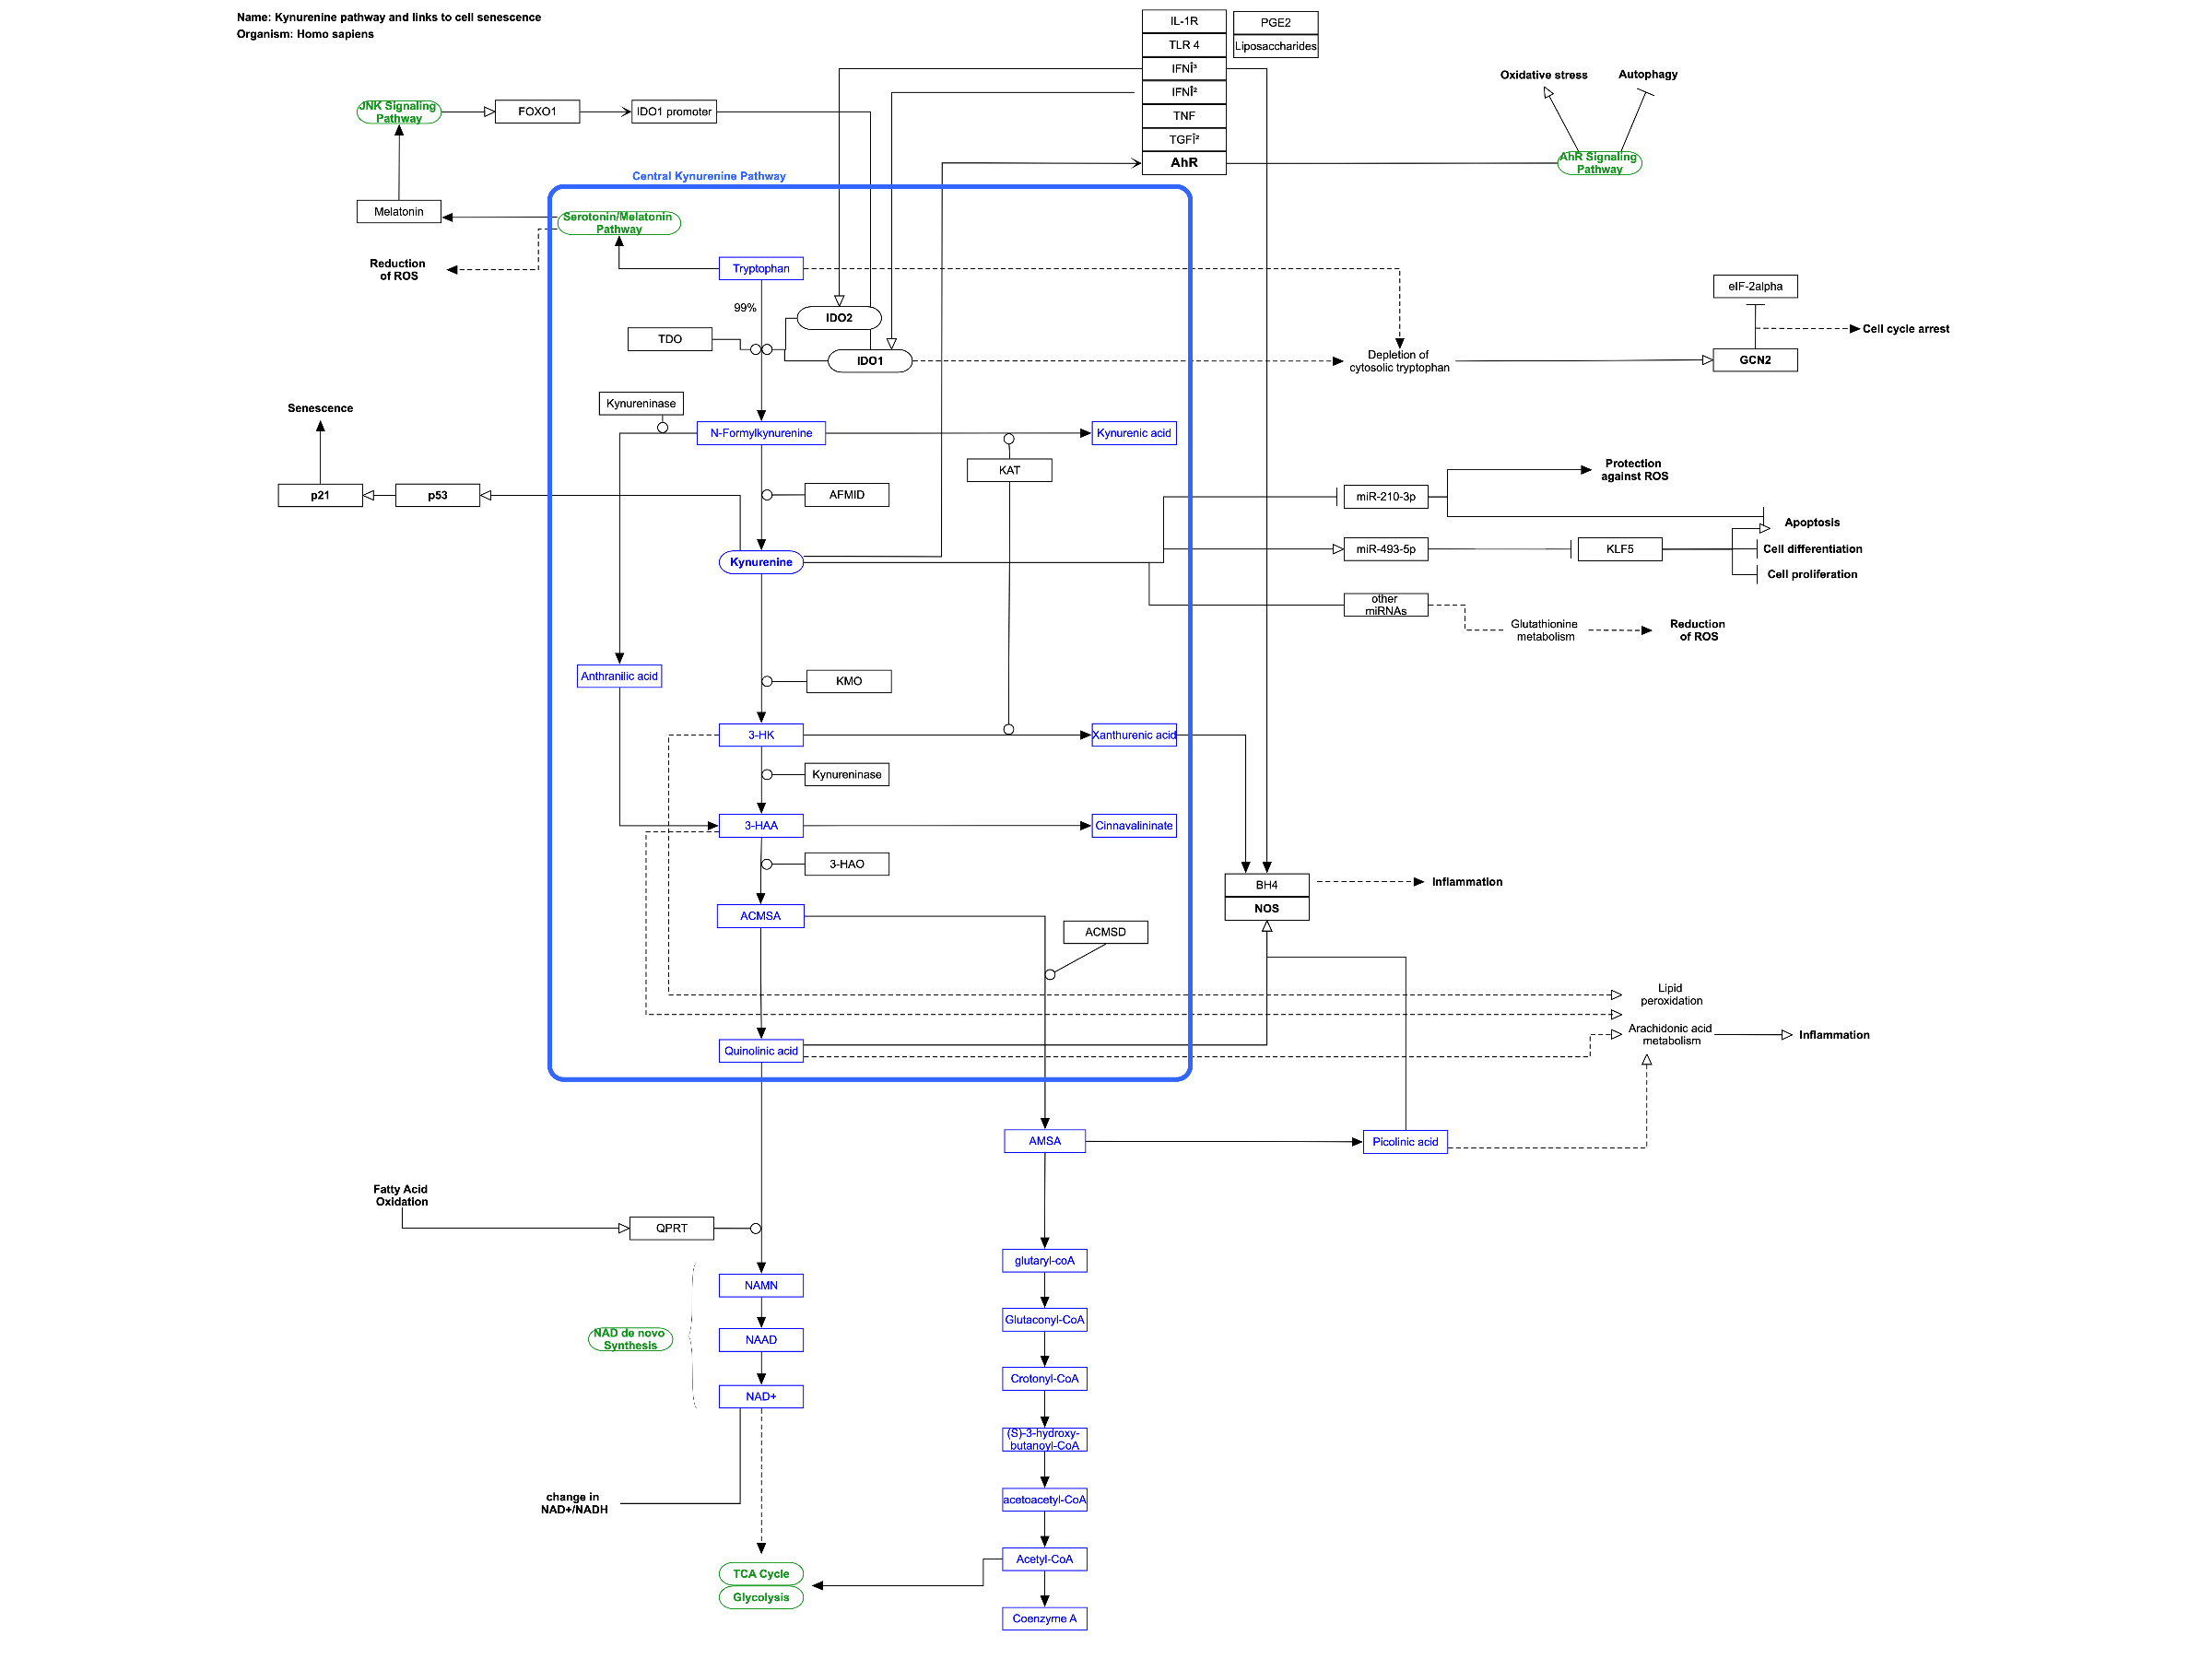 Name: Kynurenine pathway and links to cell senescence
Organism: Homo sapiens
IL-1R
PGE2
TLR 4
Liposaccharides
IFNÎ³
IFNÎ²
TNF
TGFÎ²
AhR
Oxidative stress
Autophagy
AhR Signaling
Pathway
JNK Signaling
Pathway
FOXO1
IDO1 promoter
Central Kynurenine Pathway
Melatonin
Serotonin/Melatonin
Pathway
Reduction
of ROS
Tryptophan
99%
IDO2
TDO
IDO1
Depletion of
cytosolic tryptophan
eIF-2alpha
Cell cycle arrest
GCN2
Senescence
Kynureninase
N-Formylkynurenine
Kynurenic acid
KAT
p21
p53
AFMID
Kynurenine
miR-210-3p
Protection
against ROS
Apoptosis
miR-493-5p
KLF5
Cell differentiation
Cell proliferation
other
miRNAs
Glutathionine
metabolism
Reduction
of ROS
Anthranilic acid
KMO
3-HK
Xanthurenic acid
Kynureninase
3-HAA
Cinnavalininate
3-HAO
BH4
NOS
Inflammation
ACMSA
ACMSD
Lipid
peroxidation
Arachidonic acid
metabolism
Inflammation
Quinolinic acid
AMSA
Picolinic acid
Fatty Acid
Oxidation
QPRT
glutaryl-coA
NAMN
Glutaconyl-CoA
NAD de novo
Synthesis
NAAD
Crotonyl-CoA
NAD+
(S)-3-hydroxy-
butanoyl-CoA
change in
NAD+/NADH
acetoacetyl-CoA
Acetyl-CoA
TCA Cycle
Glycolysis
Coenzyme A